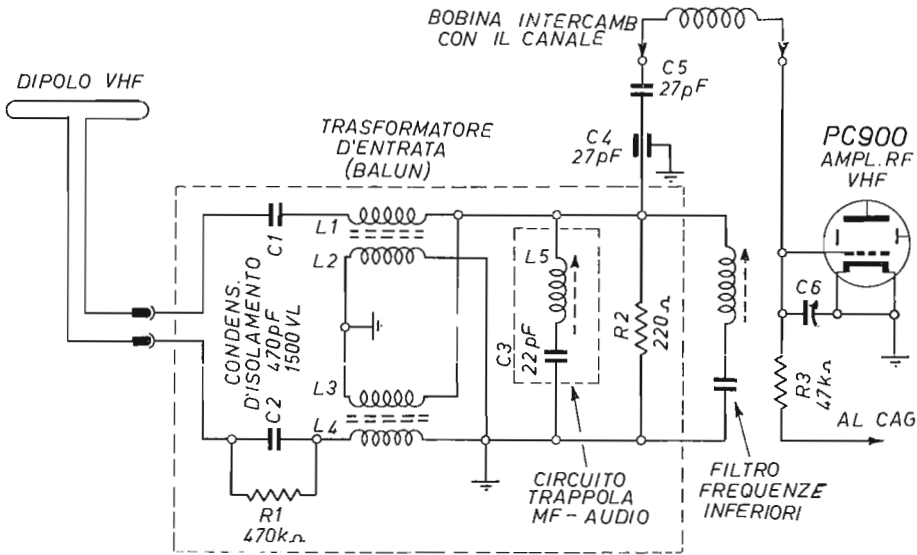 BOBINA INTERCAMB
CON IL CANALE
DIPOLO VHF
C5
27pF
TRASFORMATORE
D'ENTRATA
(BALUN)
C4
27pF
PC900
AMPL. RF
VHF
C1
L1
L2
L5
CONDENS.
D'ISOLAMENTO
470pF
1500VL
C3
22pF
R2
220Ω
C6
L3
C2
L4
R3
47kΩ
AL CAG
R1
470kΩ
CIRCUITO
TRAPPOLA
MF-AUDIO
FILTRO
FREQUENZE
INFERIORI